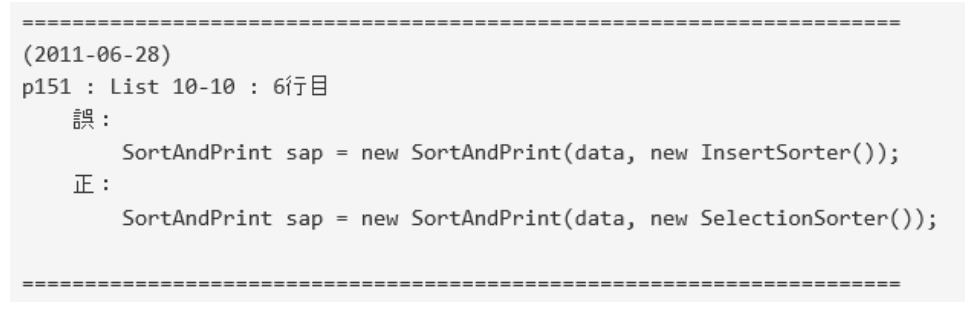 ======================================================================
(2011-06-28)
p151 : List 10-10 : 6行目
    誤：
        SortAndPrint sap = new SortAndPrint(data, new InsertSorter());
    正：
        SortAndPrint sap = new SortAndPrint(data, new SelectionSorter());
======================================================================